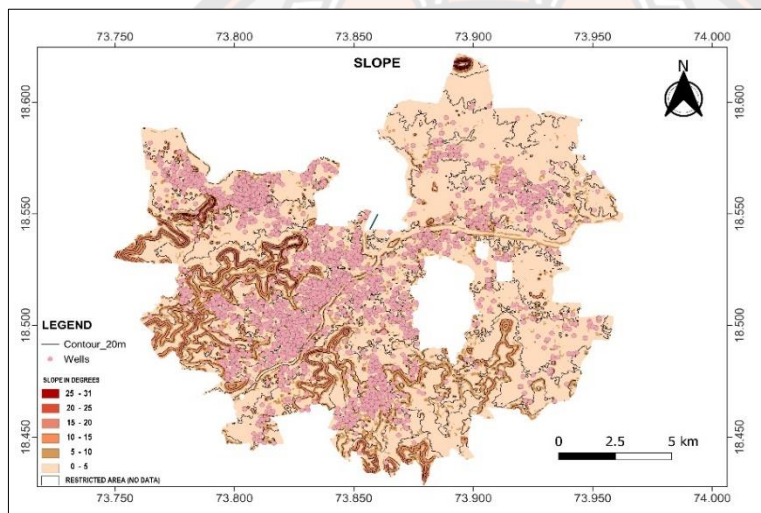 73.750 73.800 73.850 73.900 73.950 74.000
SLOPE
N
18.600 18.600
18.550 18.550
18.500 18.500
18.450 18.450
LEGEND
Contour_20m
Wells
SLOPE IN DEGREES
25 - 31
20 - 25
15 - 20
10 - 15
5 - 10
0 - 5
RESTRICTED AREA (NO DATA)
0 2.5 5 km
73.750 73.800 73.850 73.900 73.950 74.000